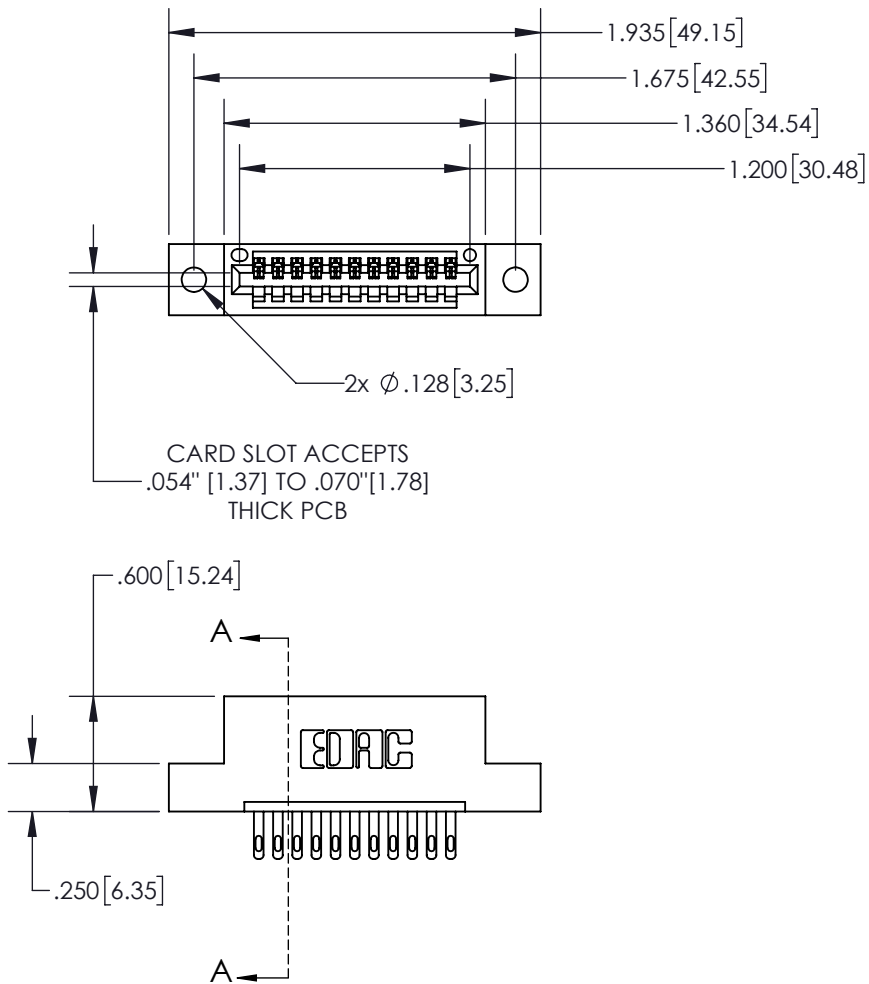 1.935[49.15]
1.675[42.55]
1.360[34.54]
1.200[30.48]
2x ∅.128[3.25]
CARD SLOT ACCEPTS
.054" [1.37] TO .070"[1.78]
THICK PCB
.600[15.24]
A
EDAC
.250[6.35]
A